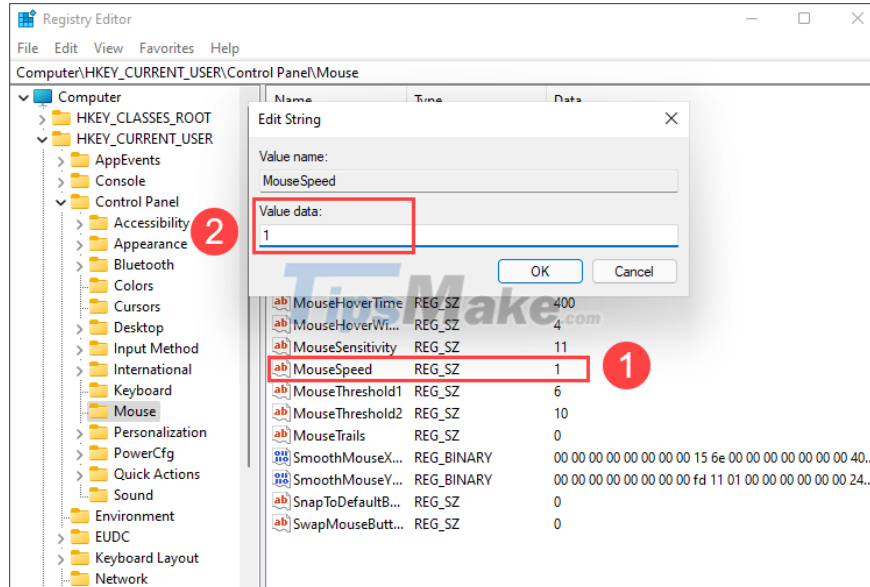 Registry Editor
File Edit View Favorites Help
Computer\HKEY_CURRENT_USER\Control Panel\Mouse
Computer
HKEY_CLASSES_ROOT
HKEY_CURRENT_USER
AppEvents
Console
Control Panel
Accessibility
Appearance
Bluetooth
Colors
Cursors
Desktop
Input Method
International
Keyboard
Mouse
Personalization
PowerCfg
Quick Actions
Sound
Environment
EUDC
Keyboard Layout
Network
Name Type Data
Edit String
Value name:
MouseSpeed
Value data:
1
2
OK Cancel
TipsMake.com
MouseHoverTime REG_SZ 400
MouseHoverWi... REG_SZ 4
MouseSensitivity REG_SZ 11
MouseSpeed REG_SZ 1
1
MouseThreshold1 REG_SZ 6
MouseThreshold2 REG_SZ 10
MouseTrails REG_SZ 0
SmoothMouseX... REG_BINARY 00 00 00 00 00 00 00 00 15 6e 00 00 00 00 00 00 40...
SmoothMouseY... REG_BINARY 00 00 00 00 00 00 00 00 fd 11 01 00 00 00 00 00 24...
SnapToDefaultB... REG_SZ 0
SwapMouseButt... REG_SZ 0